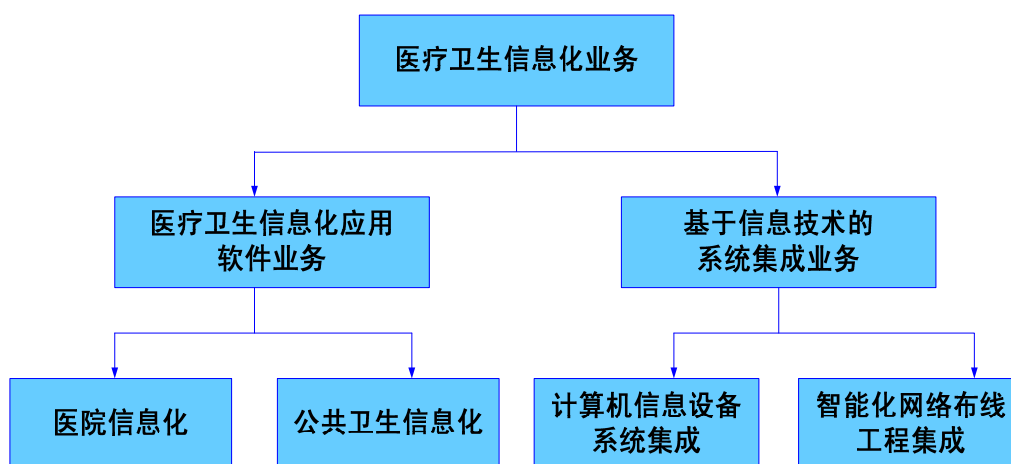 医疗卫生信息化业务
医疗卫生信息化应用
软件业务
基于信息技术的
系统集成业务
医院信息化
公共卫生信息化
计算机信息设备
系统集成
智能化网络布线
工程集成